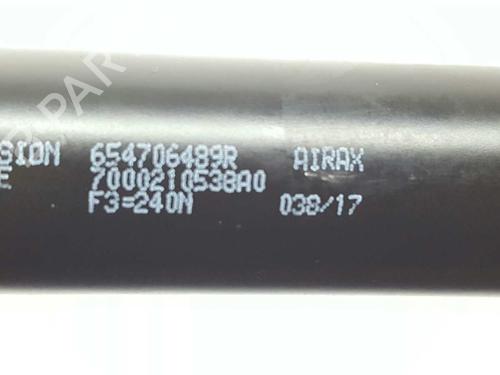 SION 654706489R AIRAX
E 7000210538A0
F3=240N 038/17